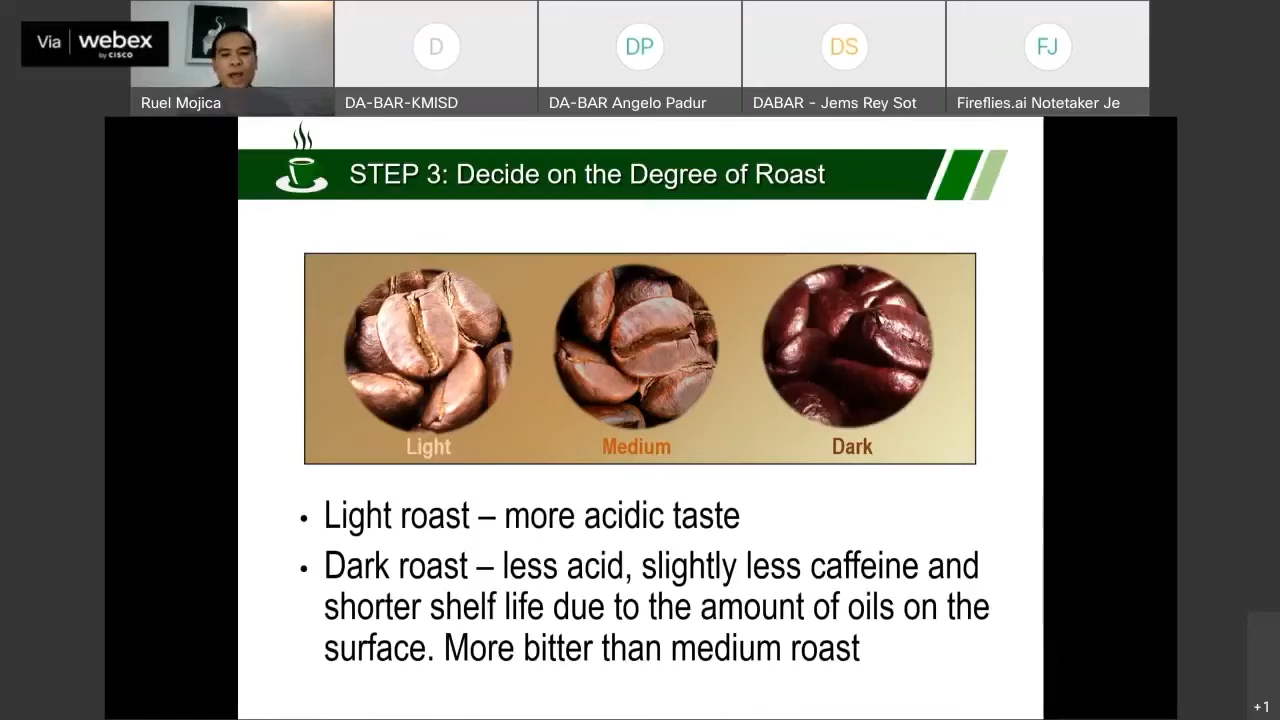 Via webex
by CISCO
D
DP
DS
FJ
Ruel Mojica
DA-BAR-KMISD
DA-BAR Angelo Padur
DABAR - Jems Rey Sot
Fireflies.ai Notetaker Je
STEP 3: Decide on the Degree of Roast
Light
Medium
Dark
• Light roast – more acidic taste
• Dark roast – less acid, slightly less caffeine and
shorter shelf life due to the amount of oils on the
surface. More bitter than medium roast
+1